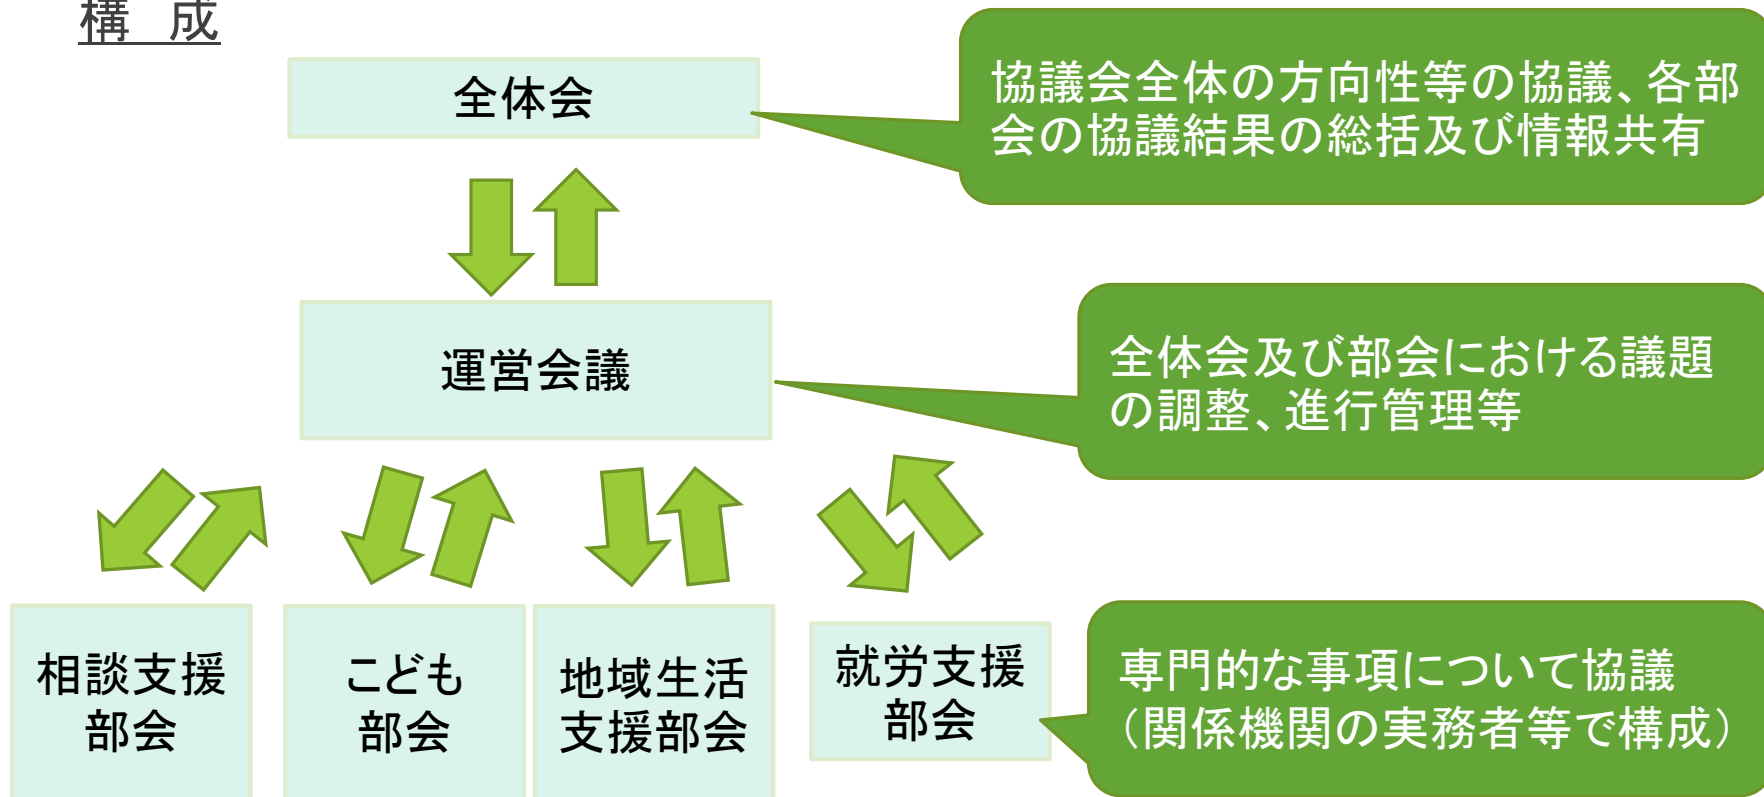 構　成
全体会
協議会全体の方向性等の協議、各部
会の協議結果の総括及び情報共有
運営会議
全体会及び部会における議題
の調整、進行管理等
相談支援
部会
こども
部会
地域生活
支援部会
就労支援
部会
専門的な事項について協議
（関係機関の実務者等で構成）